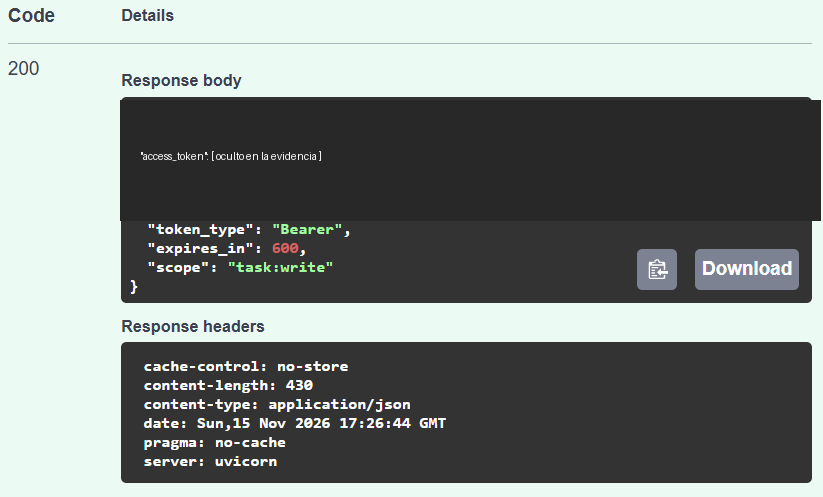 Code Details
200
Response body
"access_token": [ oculto en la evidencia ]
"token_type": "Bearer",
"expires_in": 600,
"scope": "task:write"
}
Download
Response headers
cache-control: no-store
content-length: 430
content-type: application/json
date: Sun,15 Nov 2026 17:26:44 GMT
pragma: no-cache
server: uvicorn